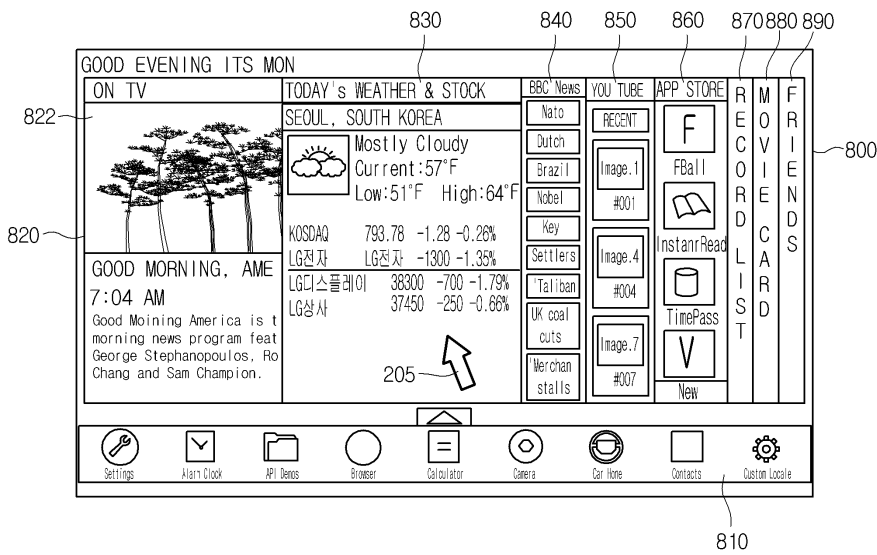 830 840 850 860 870 880 890
GOOD EVENING ITS MON
ON TV
822
820
GOOD MORNING, AME
7:04 AM
Good Moining America is t
morning news program feat
George Stephanopoulos, Ro
Chang and Sam Champion.
TODAY's WEATHER & STOCK
SEOUL, SOUTH KOREA
Mostly Cloudy
Current:57°F
Low:51°F High:64°F
KOSDAQ 793.78 -1.28 -0.26%
LG전자 LG전자 -1300 -1.35%
LG디스플레이 38300 -700 -1.79%
LG상사 37450 -250 -0.66%
205
BBC News
Nato
Dutch
Brazil
Nobel
Key
Settlers
'Taliban
UK coal
cuts
'Merchan
stalls
YOU TUBE
RECENT
Image.1
#001
Image.4
#004
Image.7
#007
APP STORE
F
FBall
InstanrRead
TimePass
V
New
RECORD LIST
MOVIE CARD
FRIENDS
800
Settings Alarn Clock API Demos Browser Calculator Camera Car Home Contacts Custom Locale
810